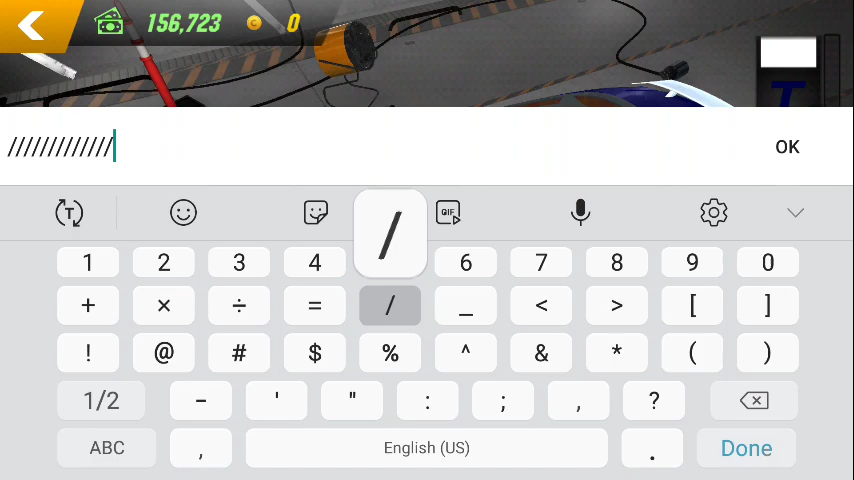 156,723 0
/////////////
OK
T GIF
/
1 2 3 4 6 7 8 9 0
+ × ÷ = / _ < > [ ]
! @ # $ % ^ & * ( )
1/2 - ' " : ; , ?
ABC , English (US) . Done
T